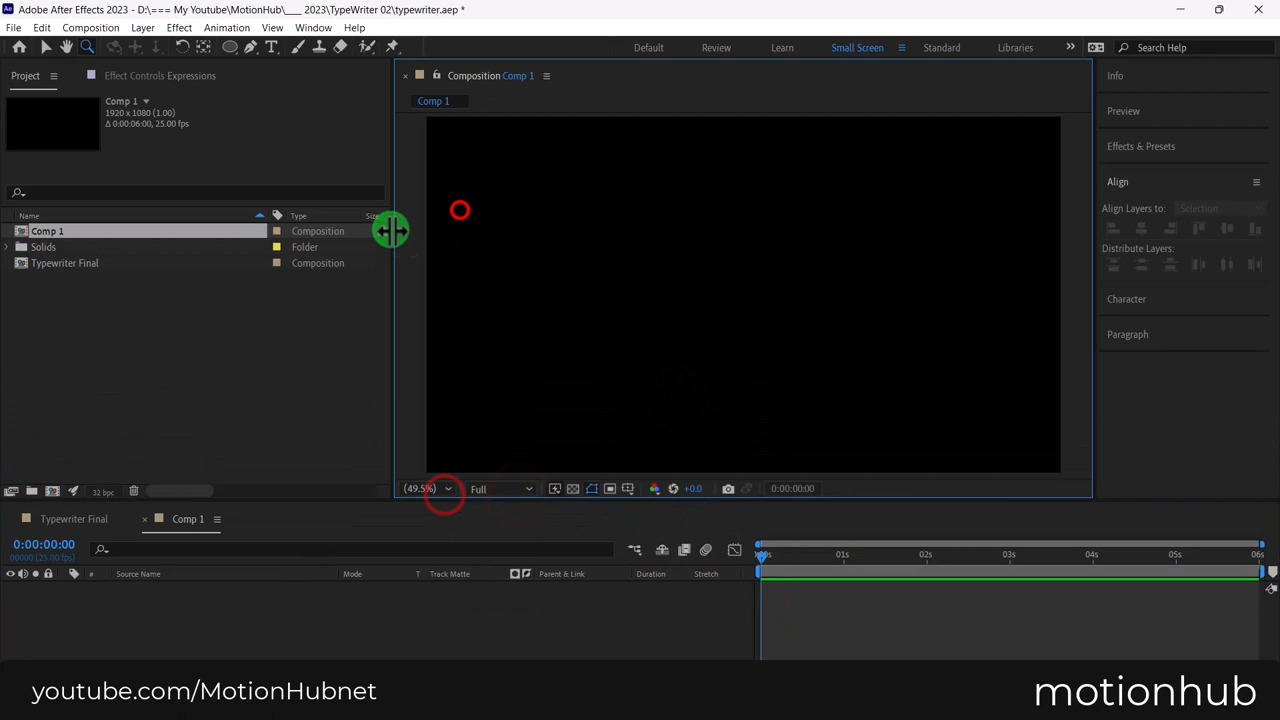 Adobe After Effects 2023 - D:\=== My Youtube\MotionHub\___ 2023\TypeWriter 02\typewriter.aep *
File Edit Composition Layer Effect Animation View Window Help
Default Review Learn Small Screen Standard Libraries Search Help
Project Effect Controls Expressions
Composition Comp 1
Info
Comp 1
1920 x 1080 (1.00)
Δ 0:00:06:00, 25.00 fps
Comp 1
Preview
Effects & Presets
Align
Align Layers to: Selection
Distribute Layers:
Character
Paragraph
Name Type Size
Comp 1 Composition
Solids Folder
Typewriter Final Composition
32 bpc
(49.5%) Full +0.0 0:00:00:00
Typewriter Final Comp 1
0:00:00:00
00000 (25.00 fps)
# Source Name Mode T Track Matte Parent & Link Duration Stretch
01s 02s 03s 04s 05s 06s
youtube.com/MotionHubnet
motionhub